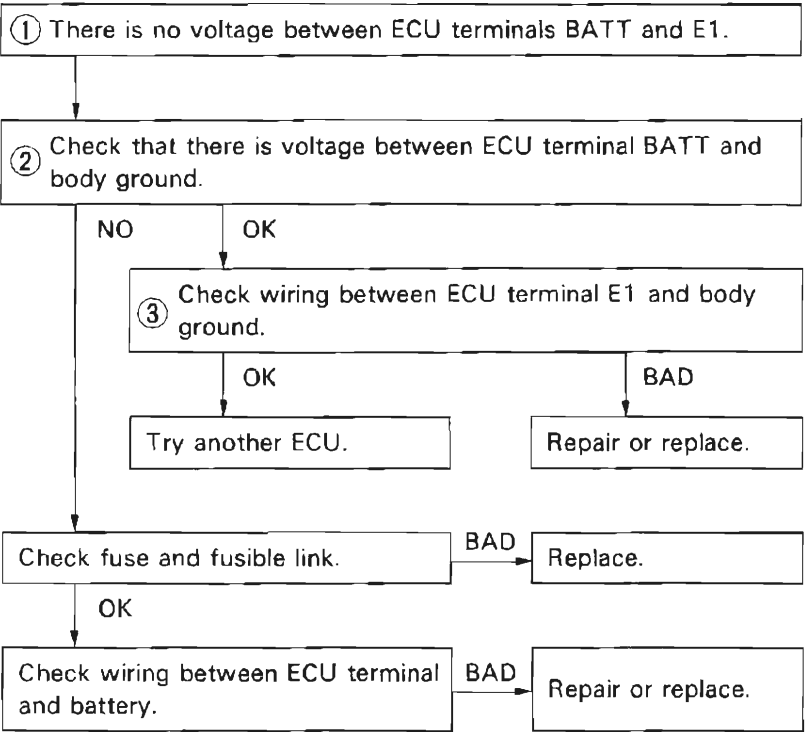 ① There is no voltage between ECU terminals BATT and E1.
② Check that there is voltage between ECU terminal BATT and
body ground.
NO
OK
③ Check wiring between ECU terminal E1 and body
ground.
OK
BAD
Try another ECU.
Repair or replace.
Check fuse and fusible link.
BAD
Replace.
OK
Check wiring between ECU terminal
and battery.
BAD
Repair or replace.